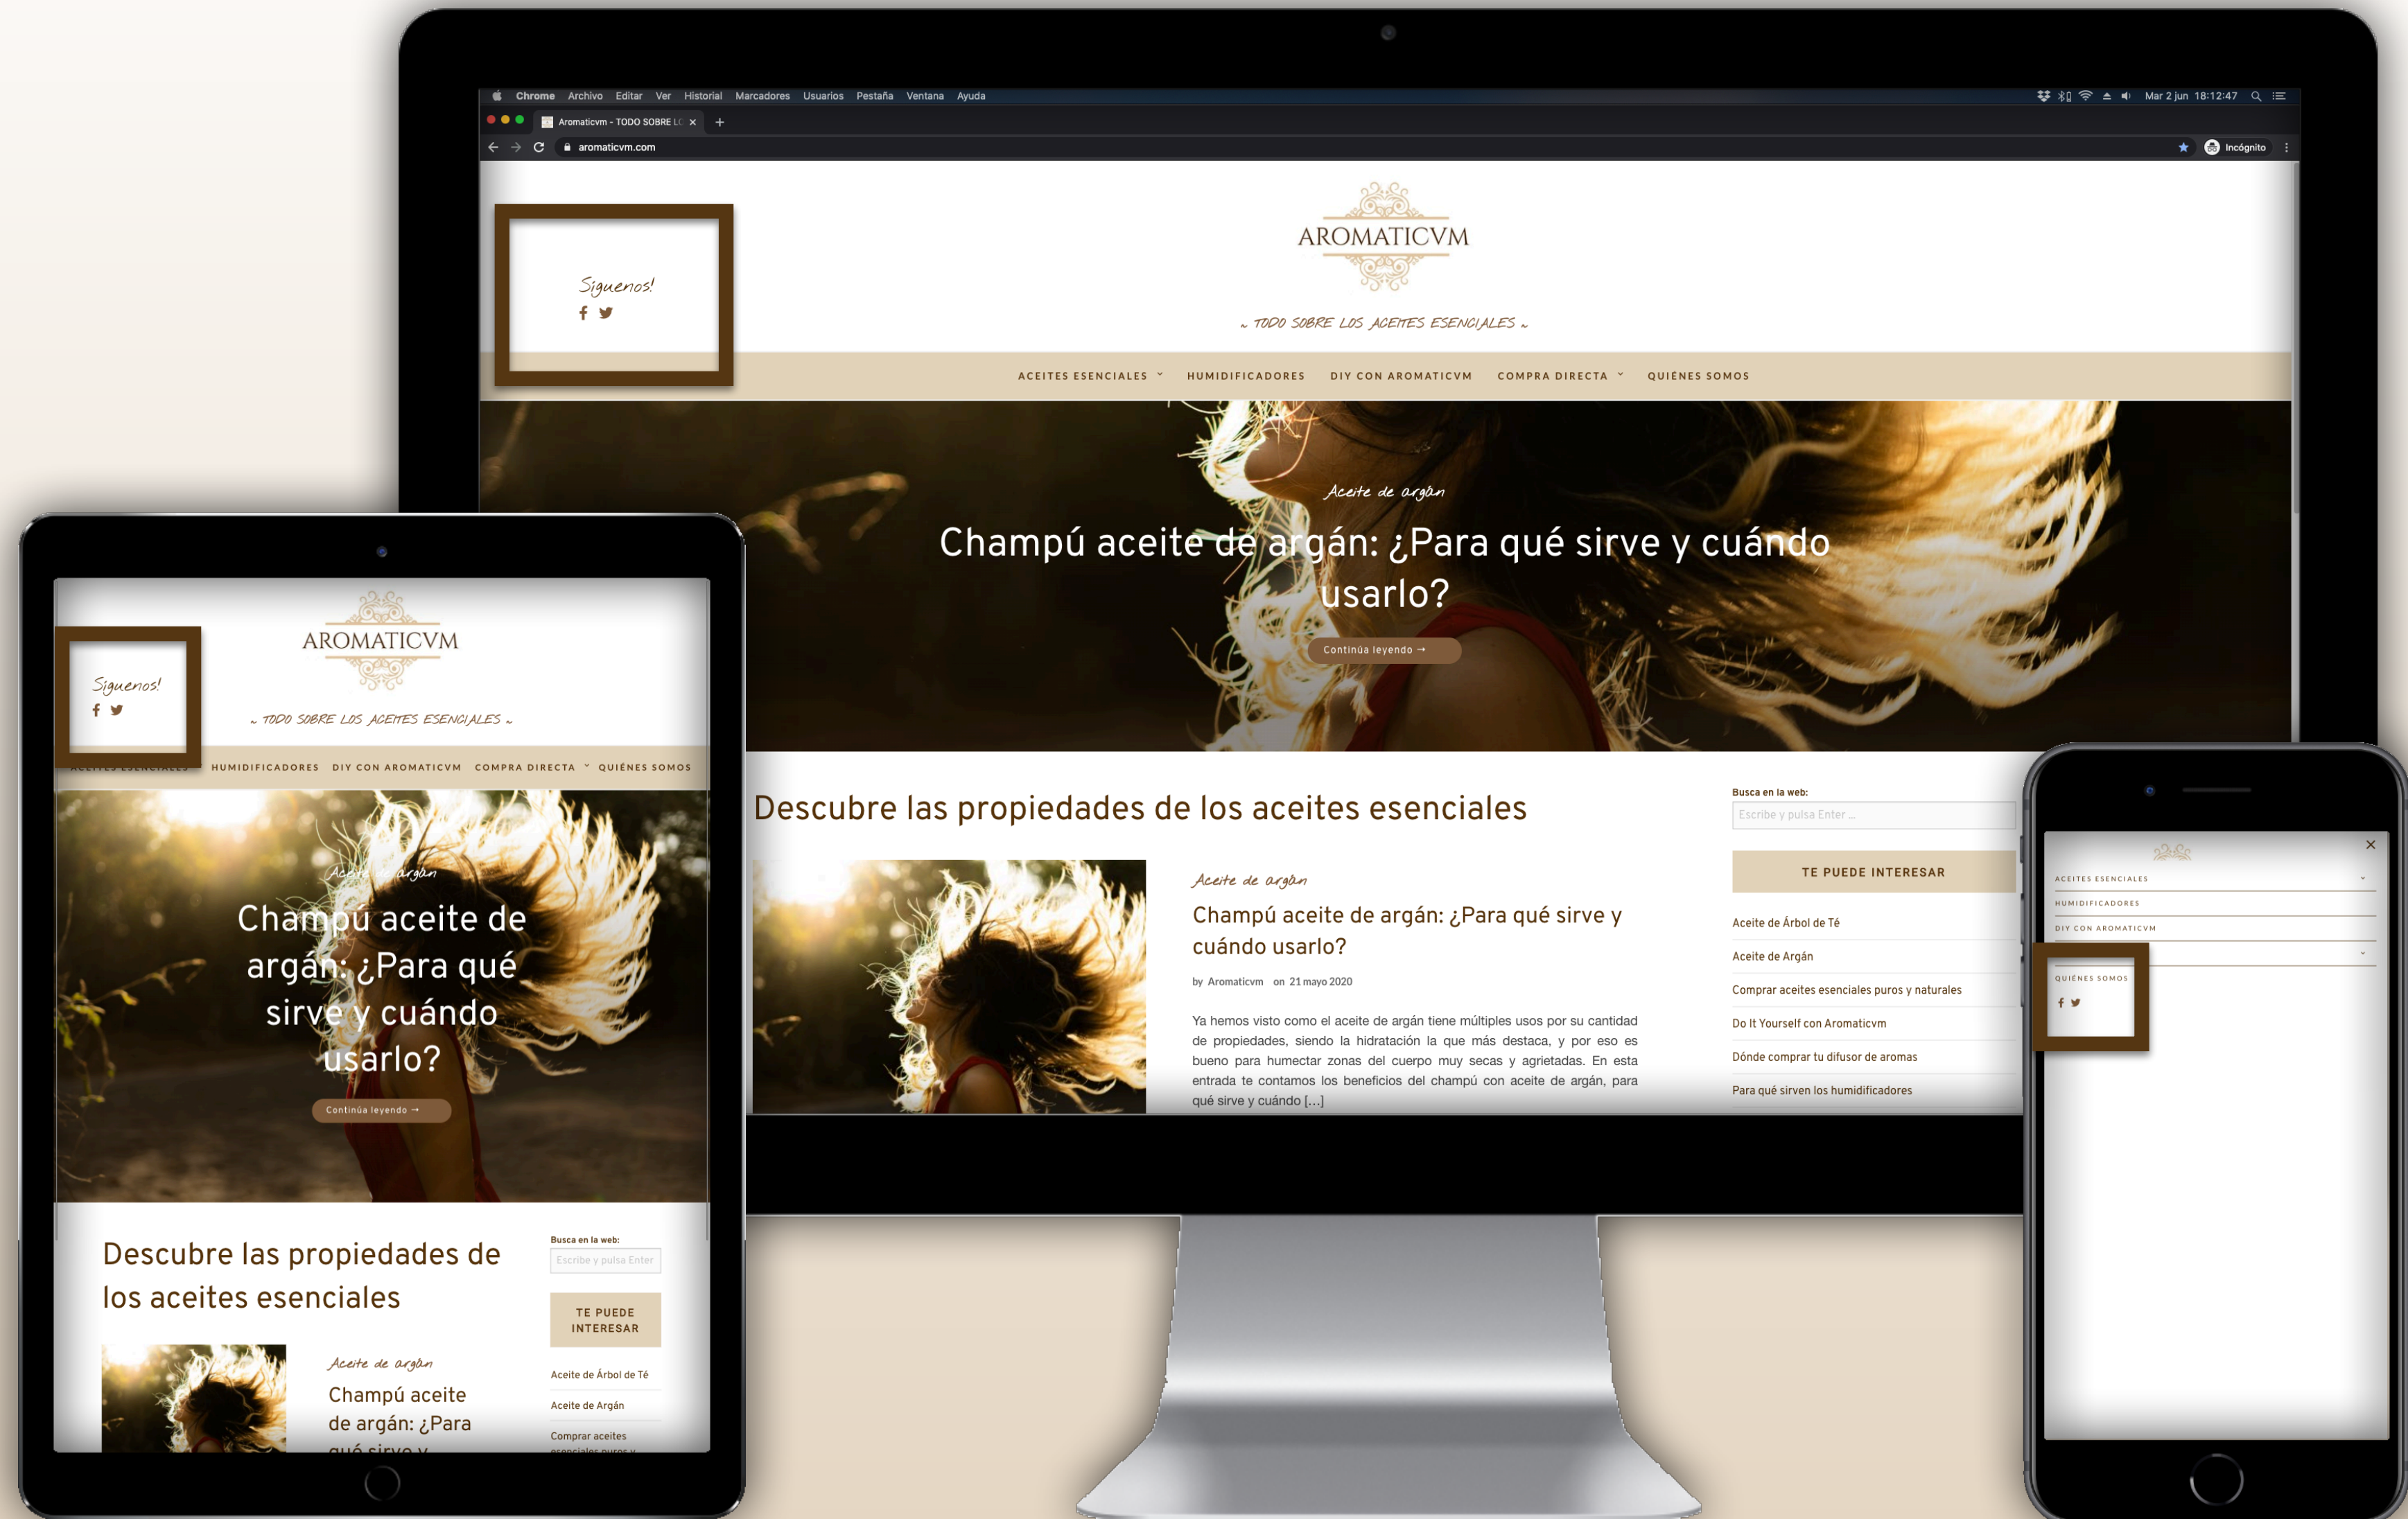 Chrome Archivo Editar Ver Historial Marcadores Usuarios Pestaña Ventana Ayuda
Mar 2 jun 18:12:47
Aromaticvm - TODO SOBRE LO
aromaticvm.com
Incógnito
Síguenos!
AROMATICVM
~ TODO SOBRE LOS ACEITES ESENCIALES ~
ACEITES ESENCIALES HUMIDIFICADORES DIY CON AROMATICVM COMPRA DIRECTA QUIÉNES SOMOS
Aceite de argán
Champú aceite de argán: ¿Para qué sirve y cuándo
usarlo?
Continúa leyendo →
Descubre las propiedades de los aceites esenciales
Aceite de argán
Champú aceite de argán: ¿Para qué sirve y
cuándo usarlo?
by Aromaticvm on 21 mayo 2020
Ya hemos visto como el aceite de argán tiene múltiples usos por su cantidad
de propiedades, siendo la hidratación la que más destaca, y por eso es
bueno para humectar zonas del cuerpo muy secas y agrietadas. En esta
entrada te contamos los beneficios del champú con aceite de argán, para
qué sirve y cuándo […]
Busca en la web:
Escribe y pulsa Enter ...
TE PUEDE INTERESAR
Aceite de Árbol de Té
Aceite de Argán
Comprar aceites esenciales puros y naturales
Do It Yourself con Aromaticvm
Dónde comprar tu difusor de aromas
Para qué sirven los humidificadores
AROMATICVM
Síguenos!
~ TODO SOBRE LOS ACEITES ESENCIALES ~
ACEITES ESENCIALES HUMIDIFICADORES DIY CON AROMATICVM COMPRA DIRECTA QUIÉNES SOMOS
Aceite de argán
Champú aceite de
argán: ¿Para qué
sirve y cuándo
usarlo?
Continúa leyendo →
Descubre las propiedades de
los aceites esenciales
Aceite de argán
Champú aceite
de argán: ¿Para
qué sirve y
Busca en la web:
Escribe y pulsa Enter
TE PUEDE
INTERESAR
Aceite de Árbol de Té
Aceite de Argán
Comprar aceites
esenciales puros y
ACEITES ESENCIALES
HUMIDIFICADORES
DIY CON AROMATICVM
QUIÉNES SOMOS